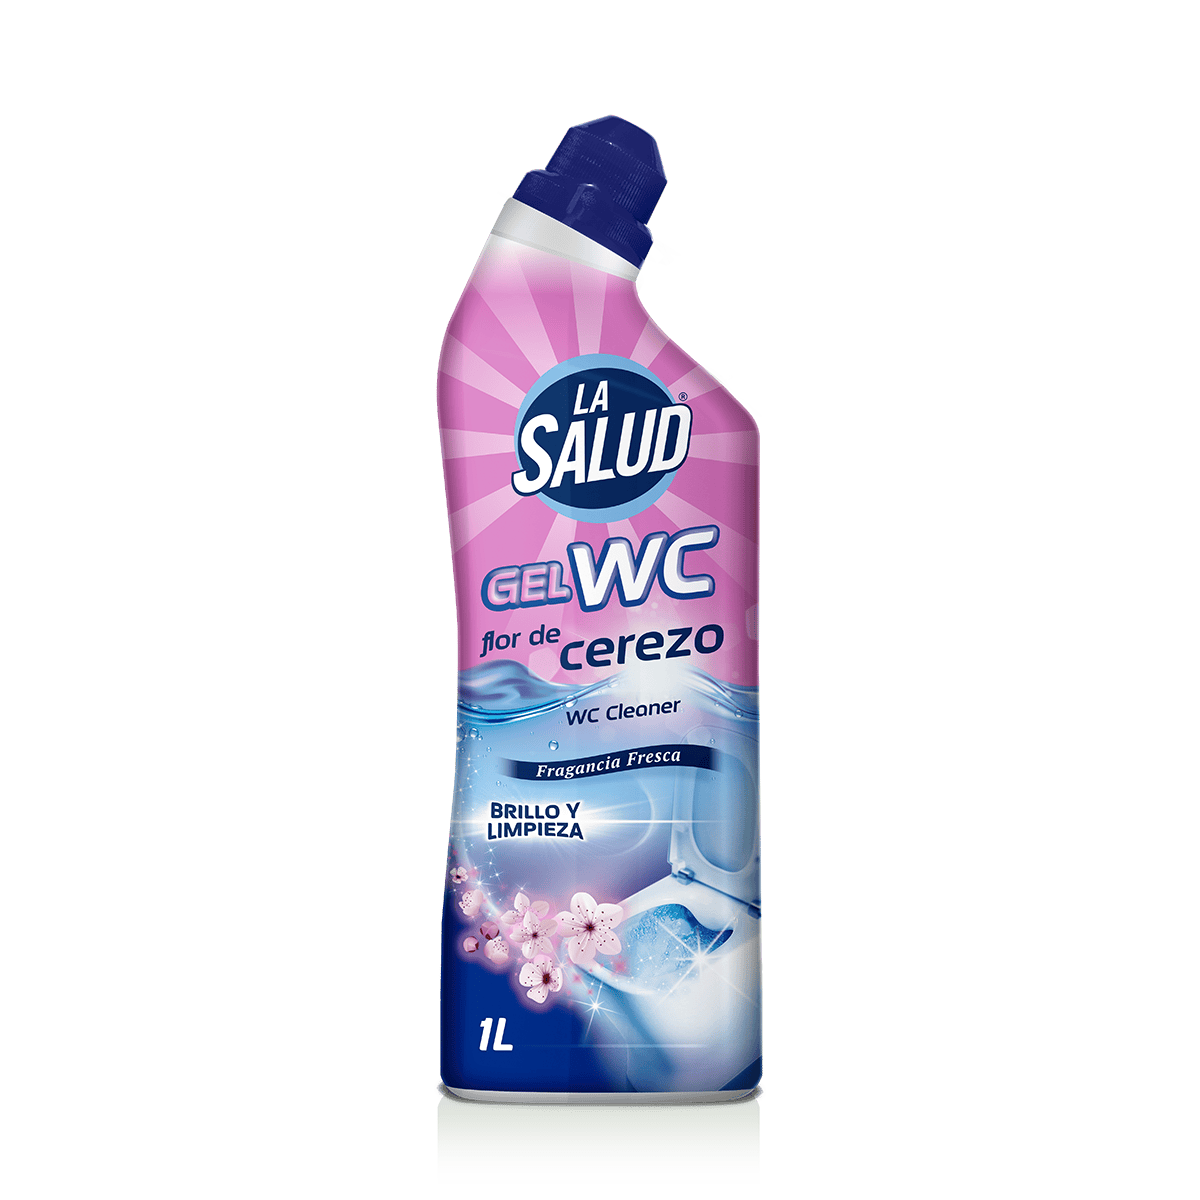 LA
SALUD®
GEL WC
flor de cerezo
WC Cleaner
Fragancia Fresca
BRILLO Y
LIMPIEZA
1L